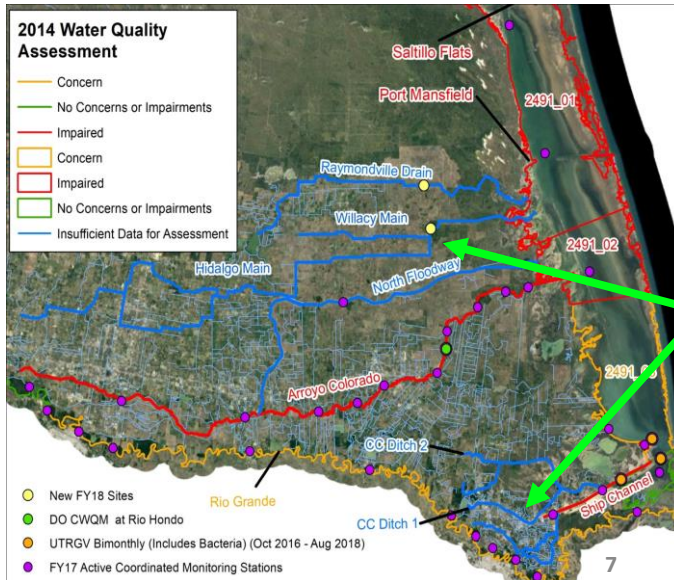 2014 Water Quality
Assessment
Concern
No Concerns or Impairments
Impaired
Concern
Impaired
No Concerns or Impairments
Insufficient Data for Assessment
Saltillo Flats
Port Mansfield
2491_01
Raymondville Drain
Willacy Main
2491_02
Hidalgo Main
North Floodway
Arroyo Colorado
CC Ditch 2
Rio Grande
CC Ditch 1
Ship Channel
New FY18 Sites
DO CWQM at Rio Hondo
UTRGV Bimonthly (Includes Bacteria) (Oct 2016 - Aug 2018)
FY17 Active Coordinated Monitoring Stations
7